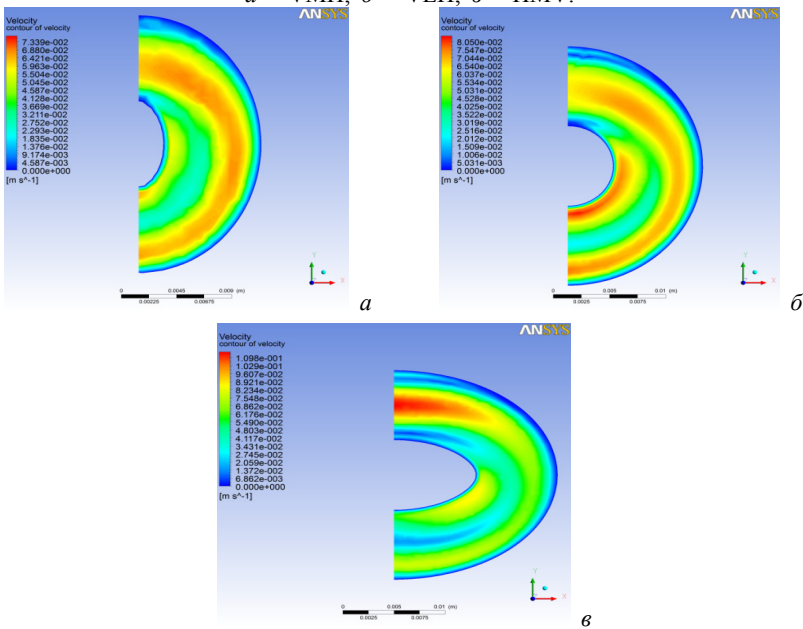 ANSYS
Velocity
contour of velocity
7.339e-002
6.880e-002
6.421e-002
5.963e-002
5.504e-002
5.045e-002
4.587e-002
4.128e-002
3.669e-002
3.211e-002
2.752e-002
2.293e-002
1.835e-002
1.376e-002
9.174e-003
4.587e-003
0.000e+000
[m s^-1]
Y
X
0 0.0045 0.009 (m)
0.00225 0.00675
а
ANSYS
Velocity
contour of velocity
8.050e-002
7.547e-002
7.044e-002
6.540e-002
6.037e-002
5.534e-002
5.031e-002
4.528e-002
4.025e-002
3.522e-002
3.019e-002
2.516e-002
2.012e-002
1.509e-002
1.006e-002
5.031e-003
0.000e+000
[m s^-1]
Y
X
0 0.005 0.01 (m)
0.0025 0.0075
б
ANSYS
Velocity
contour of velocity
1.098e-001
1.029e-001
9.607e-002
8.921e-002
8.234e-002
7.548e-002
6.862e-002
6.176e-002
5.490e-002
4.803e-002
4.117e-002
3.431e-002
2.745e-002
2.059e-002
1.372e-002
6.862e-003
0.000e+000
[m s^-1]
Y
X
0 0.005 0.01 (m)
0.0025 0.0075
в